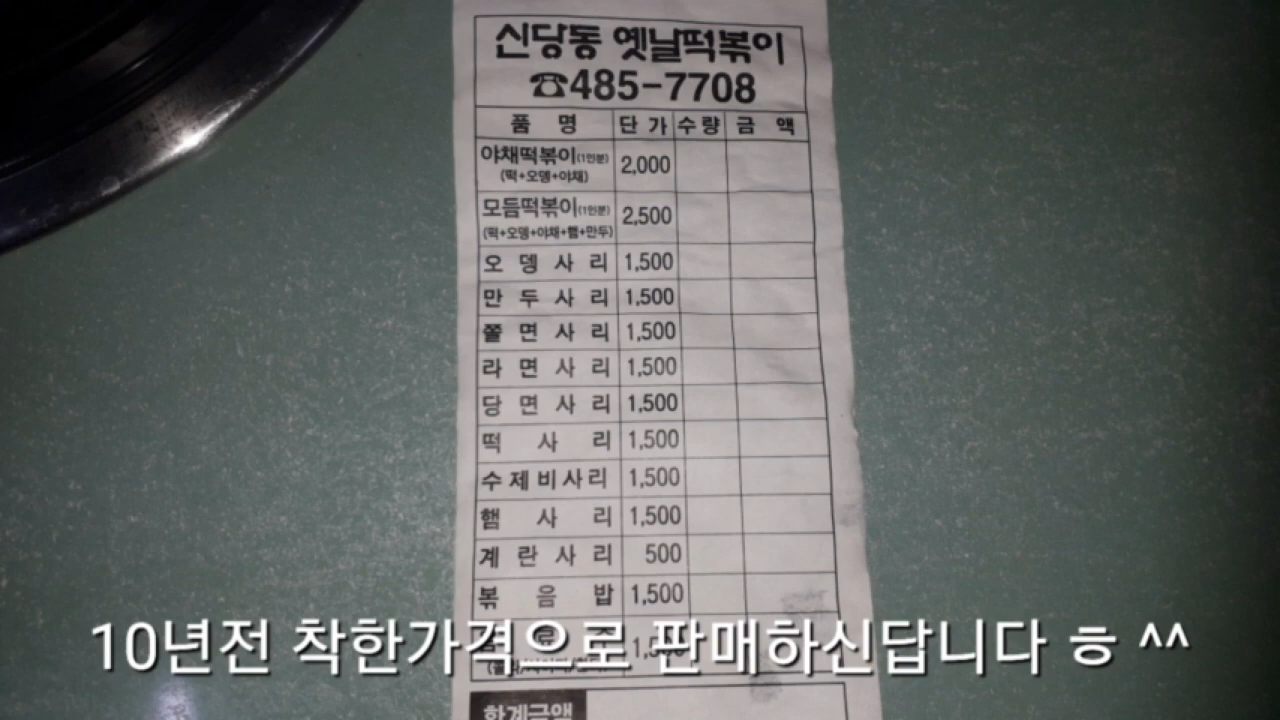 신당동 옛날떡볶이
☎485-7708
품 명 단 가 수량 금 액
야채떡볶이(1인분) 2,000
(떡+오뎅+야채)
모듬떡볶이(1인분) 2,500
(떡+오뎅+야채+햄+만두)
오 뎅 사 리 1,500
만 두 사 리 1,500
쫄 면 사 리 1,500
라 면 사 리 1,500
당 면 사 리 1,500
떡 사 리 1,500
수제비사리 1,500
햄 사 리 1,500
계 란 사 리 500
볶 음 밥 1,500
10년전 착한가격으로 판매하신답니다 ㅎ ^^
합계금액